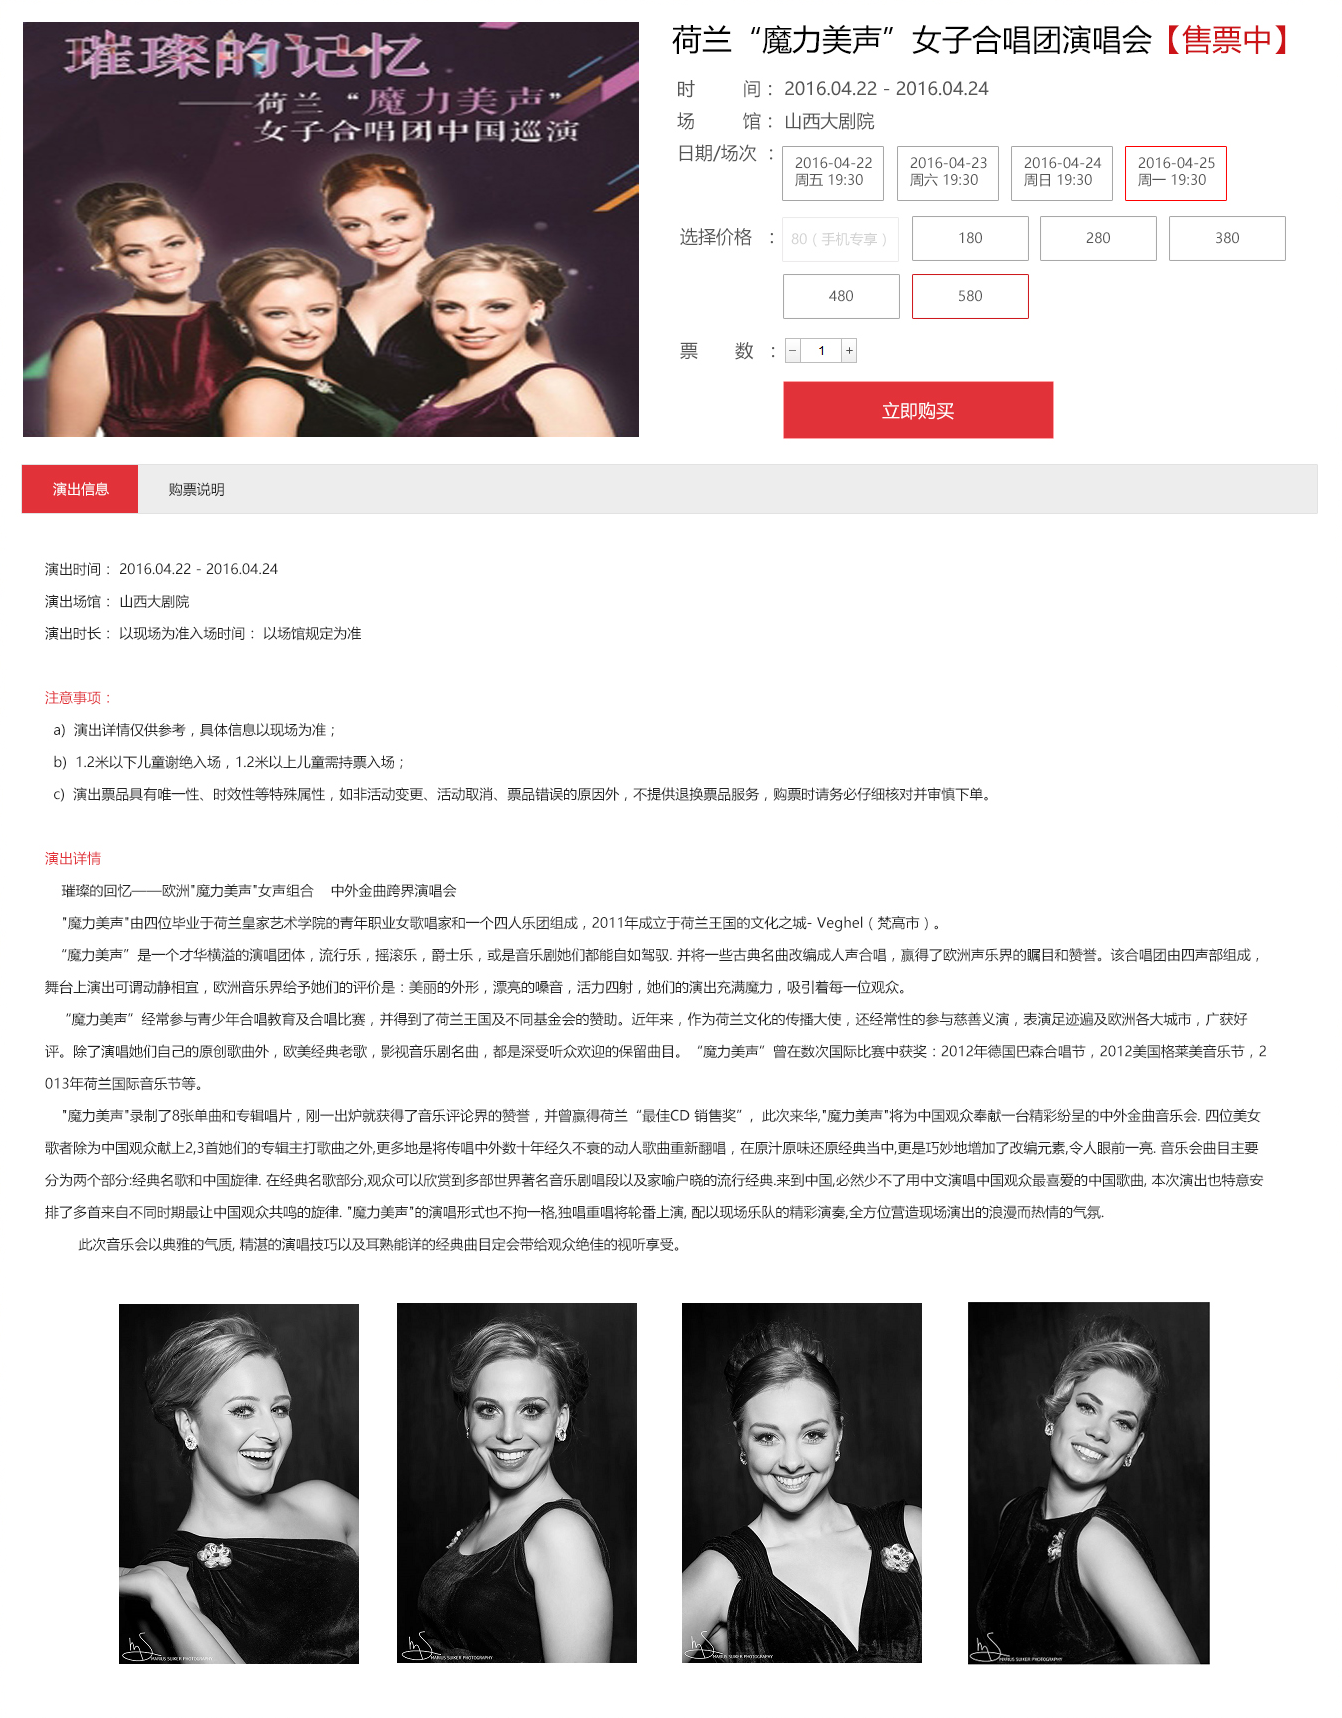 璀璨的记忆
——荷兰“魔力美声”
女子合唱团中国巡演
荷兰“魔力美声”女子合唱团演唱会【售票中】
时 间： 2016.04.22 - 2016.04.24
场 馆： 山西大剧院
日期/场次 ：
2016-04-22
周五 19:30
2016-04-23
周六 19:30
2016-04-24
周日 19:30
2016-04-25
周一 19:30
选择价格 ：
80（手机专享）
180
280
380
480
580
票 数 ：
− 1 +
立即购买
演出信息
购票说明
演出时间： 2016.04.22 - 2016.04.24
演出场馆： 山西大剧院
演出时长： 以现场为准入场时间： 以场馆规定为准
注意事项：
a) 演出详情仅供参考，具体信息以现场为准；
b) 1.2米以下儿童谢绝入场，1.2米以上儿童需持票入场；
c) 演出票品具有唯一性、时效性等特殊属性，如非活动变更、活动取消、票品错误的原因外，不提供退换票品服务，购票时请务必仔细核对并审慎下单。
演出详情
璀璨的回忆——欧洲"魔力美声"女声组合 中外金曲跨界演唱会
"魔力美声"由四位毕业于荷兰皇家艺术学院的青年职业女歌唱家和一个四人乐团组成，2011年成立于荷兰王国的文化之城- Veghel（梵高市）。
“魔力美声”是一个才华横溢的演唱团体，流行乐，摇滚乐，爵士乐，或是音乐剧她们都能自如驾驭. 并将一些古典名曲改编成人声合唱，赢得了欧洲声乐界的瞩目和赞誉。该合唱团由四声部组成，
舞台上演出可谓动静相宜，欧洲音乐界给予她们的评价是：美丽的外形，漂亮的嗓音，活力四射，她们的演出充满魔力，吸引着每一位观众。
“魔力美声”经常参与青少年合唱教育及合唱比赛，并得到了荷兰王国及不同基金会的赞助。近年来，作为荷兰文化的传播大使，还经常性的参与慈善义演，表演足迹遍及欧洲各大城市，广获好
评。除了演唱她们自己的原创歌曲外，欧美经典老歌，影视音乐剧名曲，都是深受听众欢迎的保留曲目。“魔力美声”曾在数次国际比赛中获奖：2012年德国巴森合唱节，2012美国格莱美音乐节，2
013年荷兰国际音乐节等。
"魔力美声"录制了8张单曲和专辑唱片，刚一出炉就获得了音乐评论界的赞誉，并曾赢得荷兰“最佳CD 销售奖”， 此次来华,"魔力美声"将为中国观众奉献一台精彩纷呈的中外金曲音乐会. 四位美女
歌者除为中国观众献上2,3首她们的专辑主打歌曲之外,更多地是将传唱中外数十年经久不衰的动人歌曲重新翻唱，在原汁原味还原经典当中,更是巧妙地增加了改编元素,令人眼前一亮. 音乐会曲目主要
分为两个部分:经典名歌和中国旋律. 在经典名歌部分,观众可以欣赏到多部世界著名音乐剧唱段以及家喻户晓的流行经典.来到中国,必然少不了用中文演唱中国观众最喜爱的中国歌曲, 本次演出也特意安
排了多首来自不同时期最让中国观众共鸣的旋律. "魔力美声"的演唱形式也不拘一格,独唱重唱将轮番上演, 配以现场乐队的精彩演奏,全方位营造现场演出的浪漫而热情的气氛.
此次音乐会以典雅的气质, 精湛的演唱技巧以及耳熟能详的经典曲目定会带给观众绝佳的视听享受。
MARIUS SUIKER PHOTOGRAPHY
MARIUS SUIKER PHOTOGRAPHY
MARIUS SUIKER PHOTOGRAPHY
MARIUS SUIKER PHOTOGRAPHY